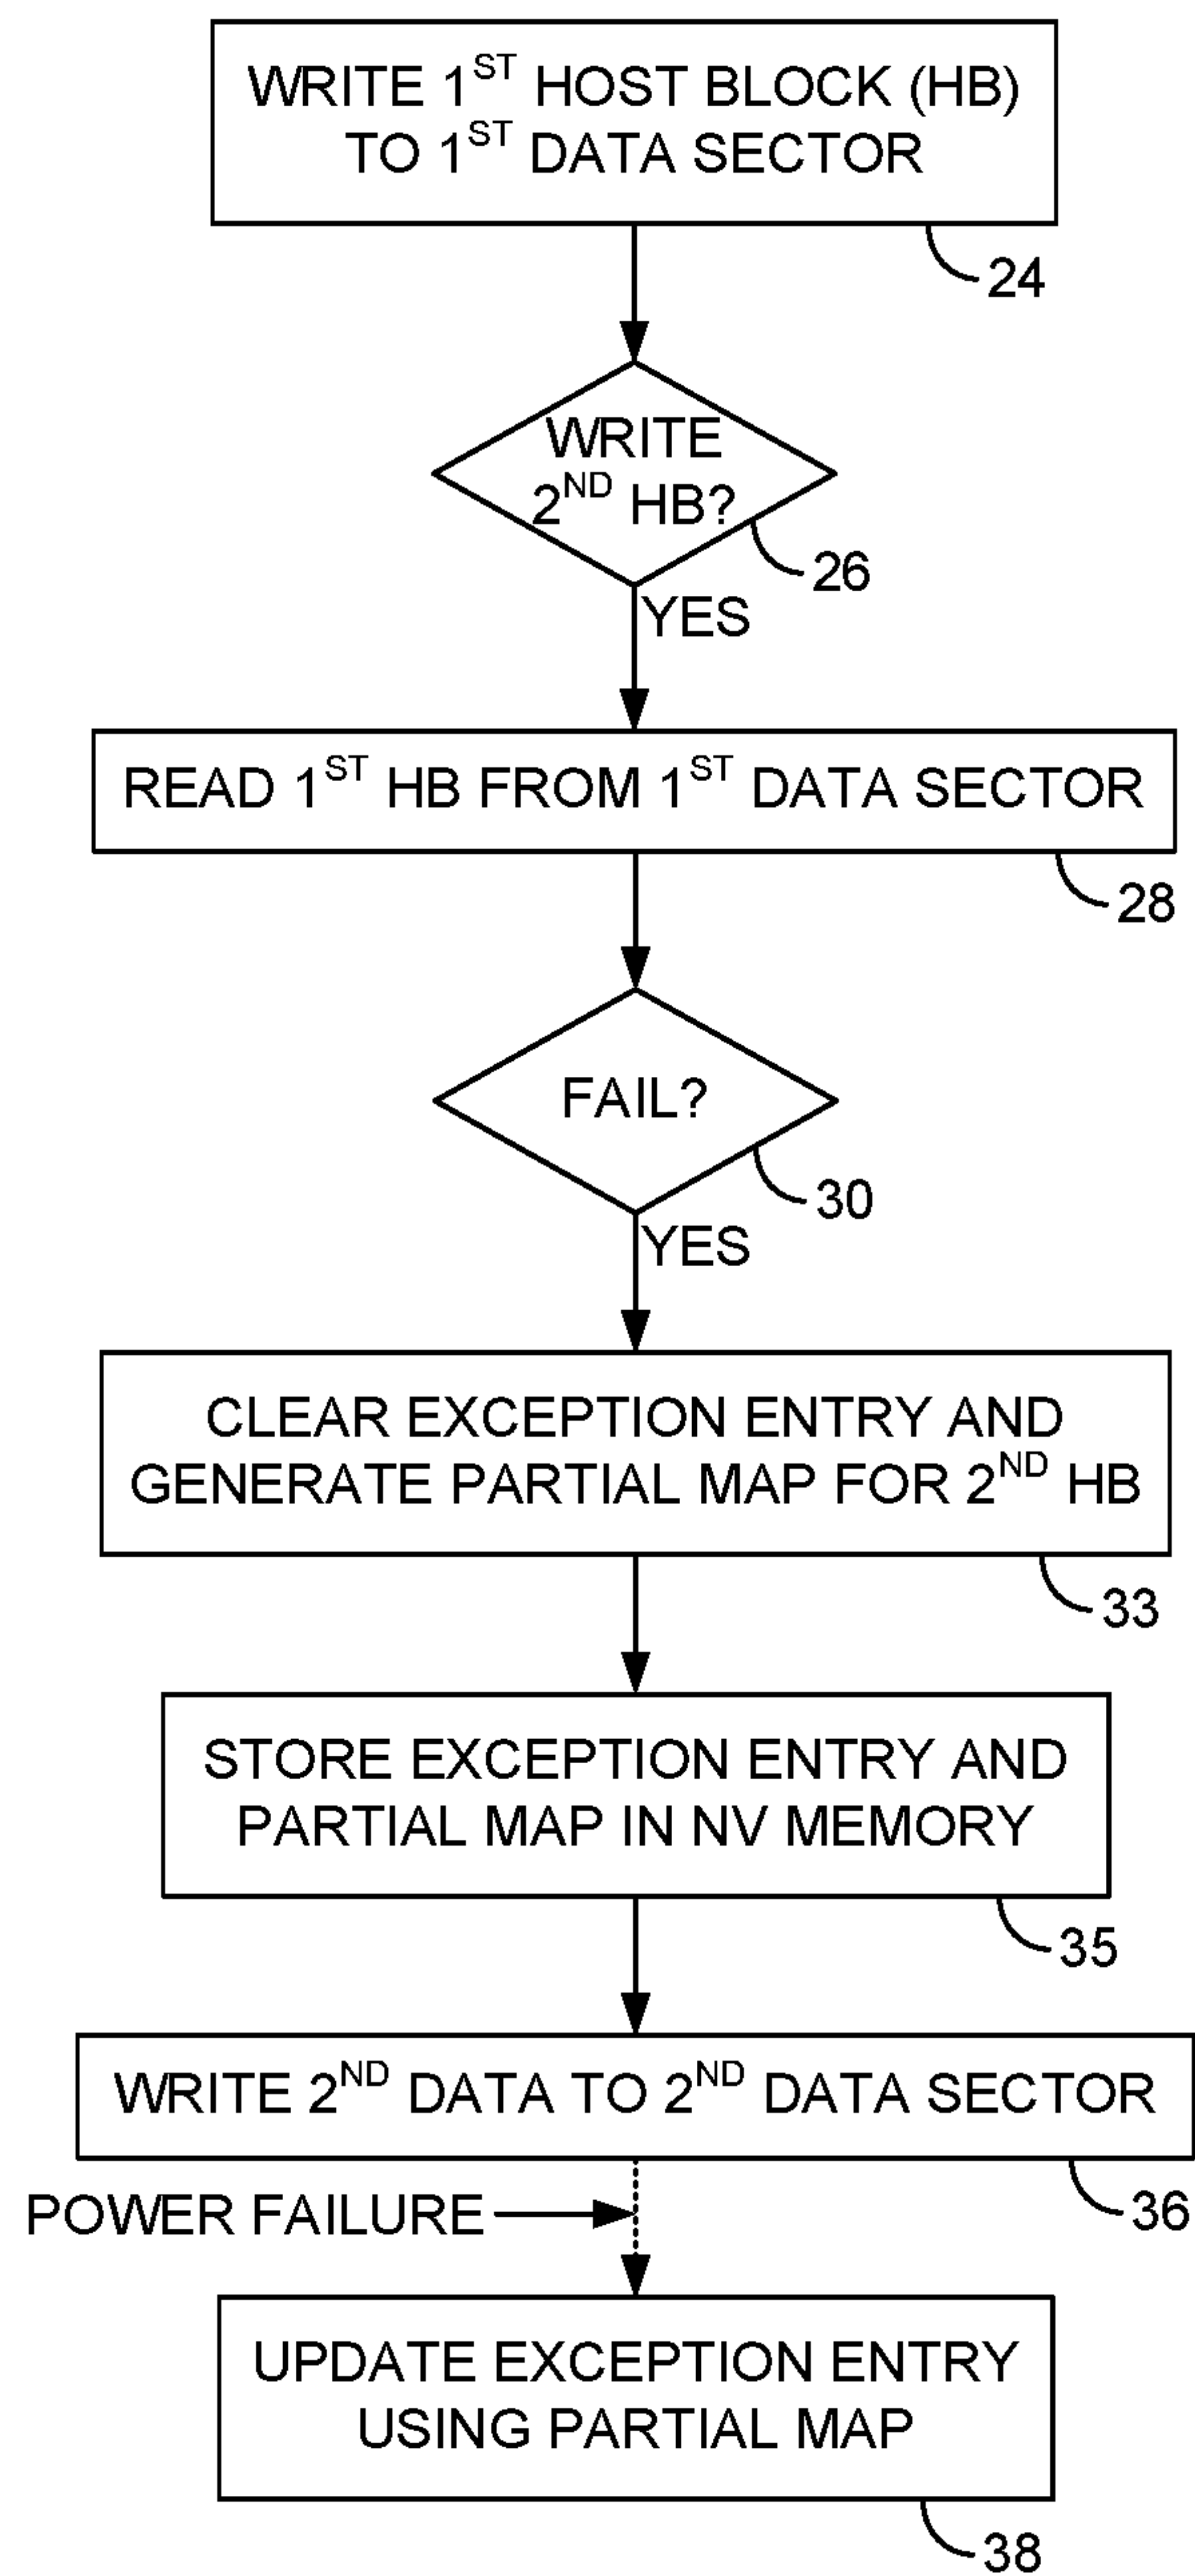 WRITE 1ST HOST BLOCK (HB)
TO 1ST DATA SECTOR
24
WRITE
2ND HB?
26
YES
READ 1ST HB FROM 1ST DATA SECTOR
28
FAIL?
30
YES
CLEAR EXCEPTION ENTRY AND
GENERATE PARTIAL MAP FOR 2ND HB
33
STORE EXCEPTION ENTRY AND
PARTIAL MAP IN NV MEMORY
35
WRITE 2ND DATA TO 2ND DATA SECTOR
36
POWER FAILURE
UPDATE EXCEPTION ENTRY
USING PARTIAL MAP
38